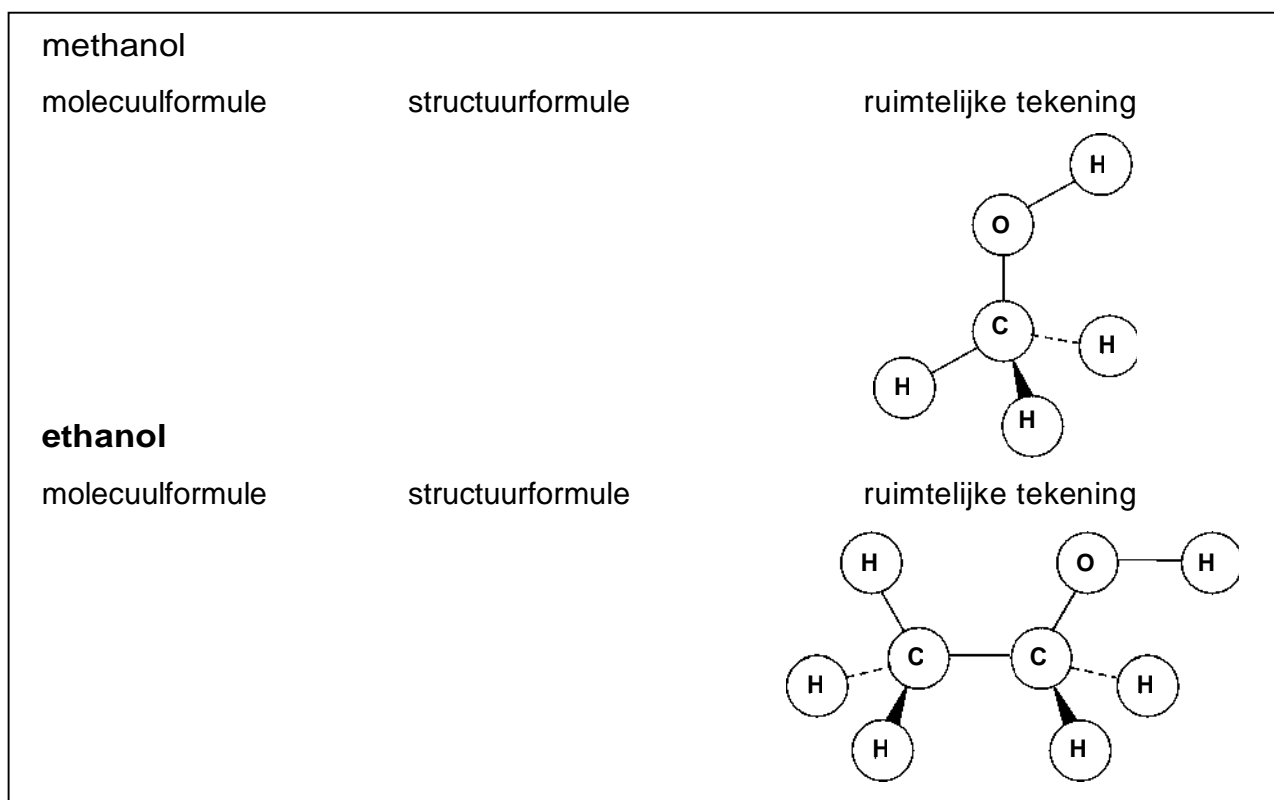 methanol
molecuulformule structuurformule ruimtelijke tekening
H
O
C
H
H
H
ethanol
molecuulformule structuurformule ruimtelijke tekening
H O H
C C
H H
H H